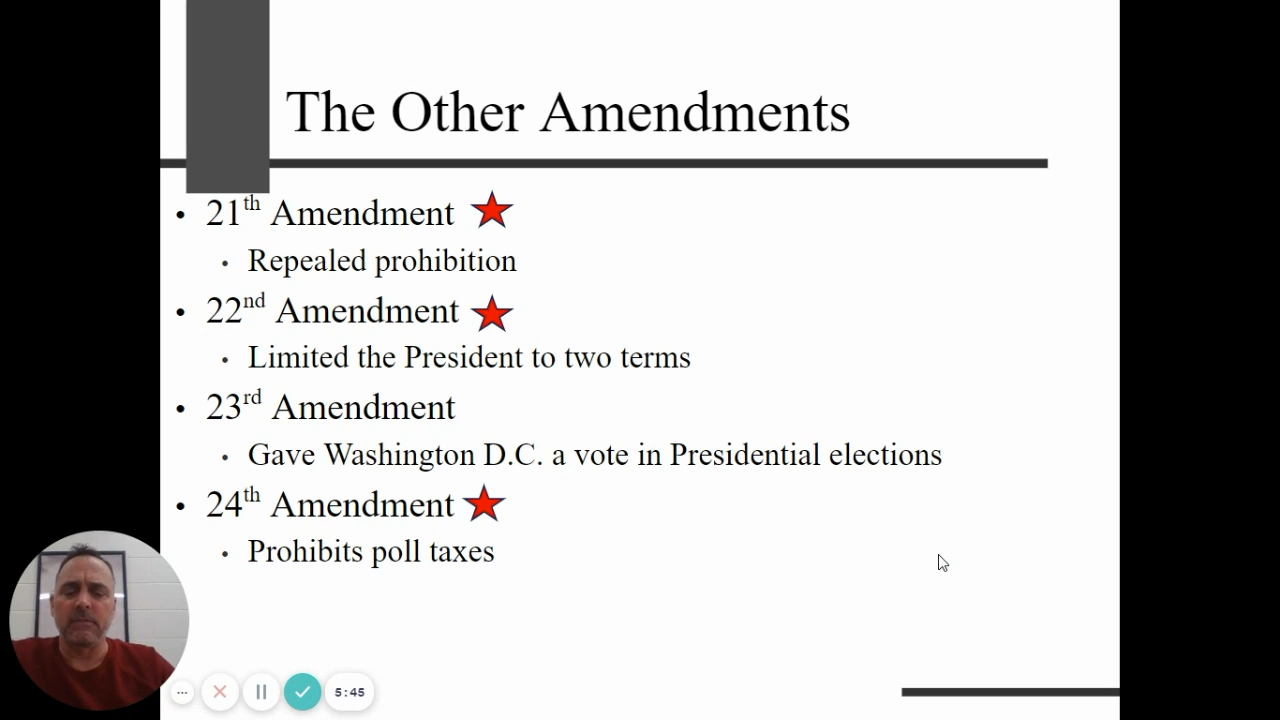 The Other Amendments
• 21th Amendment
• Repealed prohibition
• 22nd Amendment
• Limited the President to two terms
• 23rd Amendment
• Gave Washington D.C. a vote in Presidential elections
• 24th Amendment
• Prohibits poll taxes
5:45